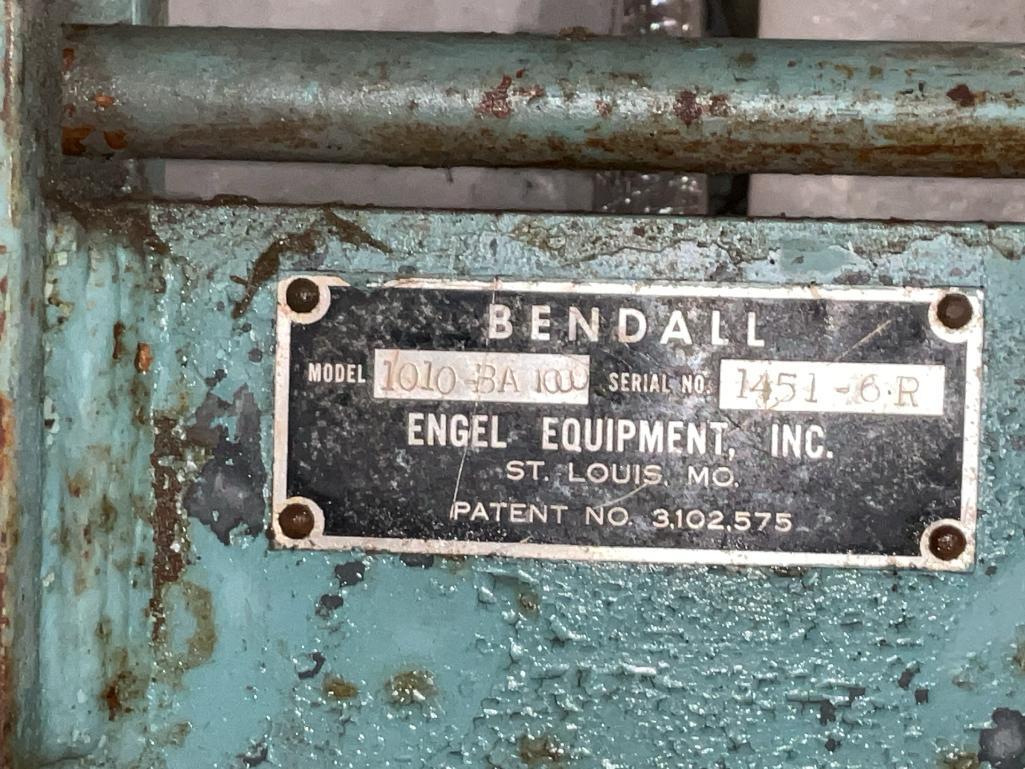 BENDALL
MODEL 1010-BA 1000 SERIAL NO. 1451-6-R
ENGEL EQUIPMENT, INC.
ST. LOUIS, MO.
PATENT NO. 3,102,575